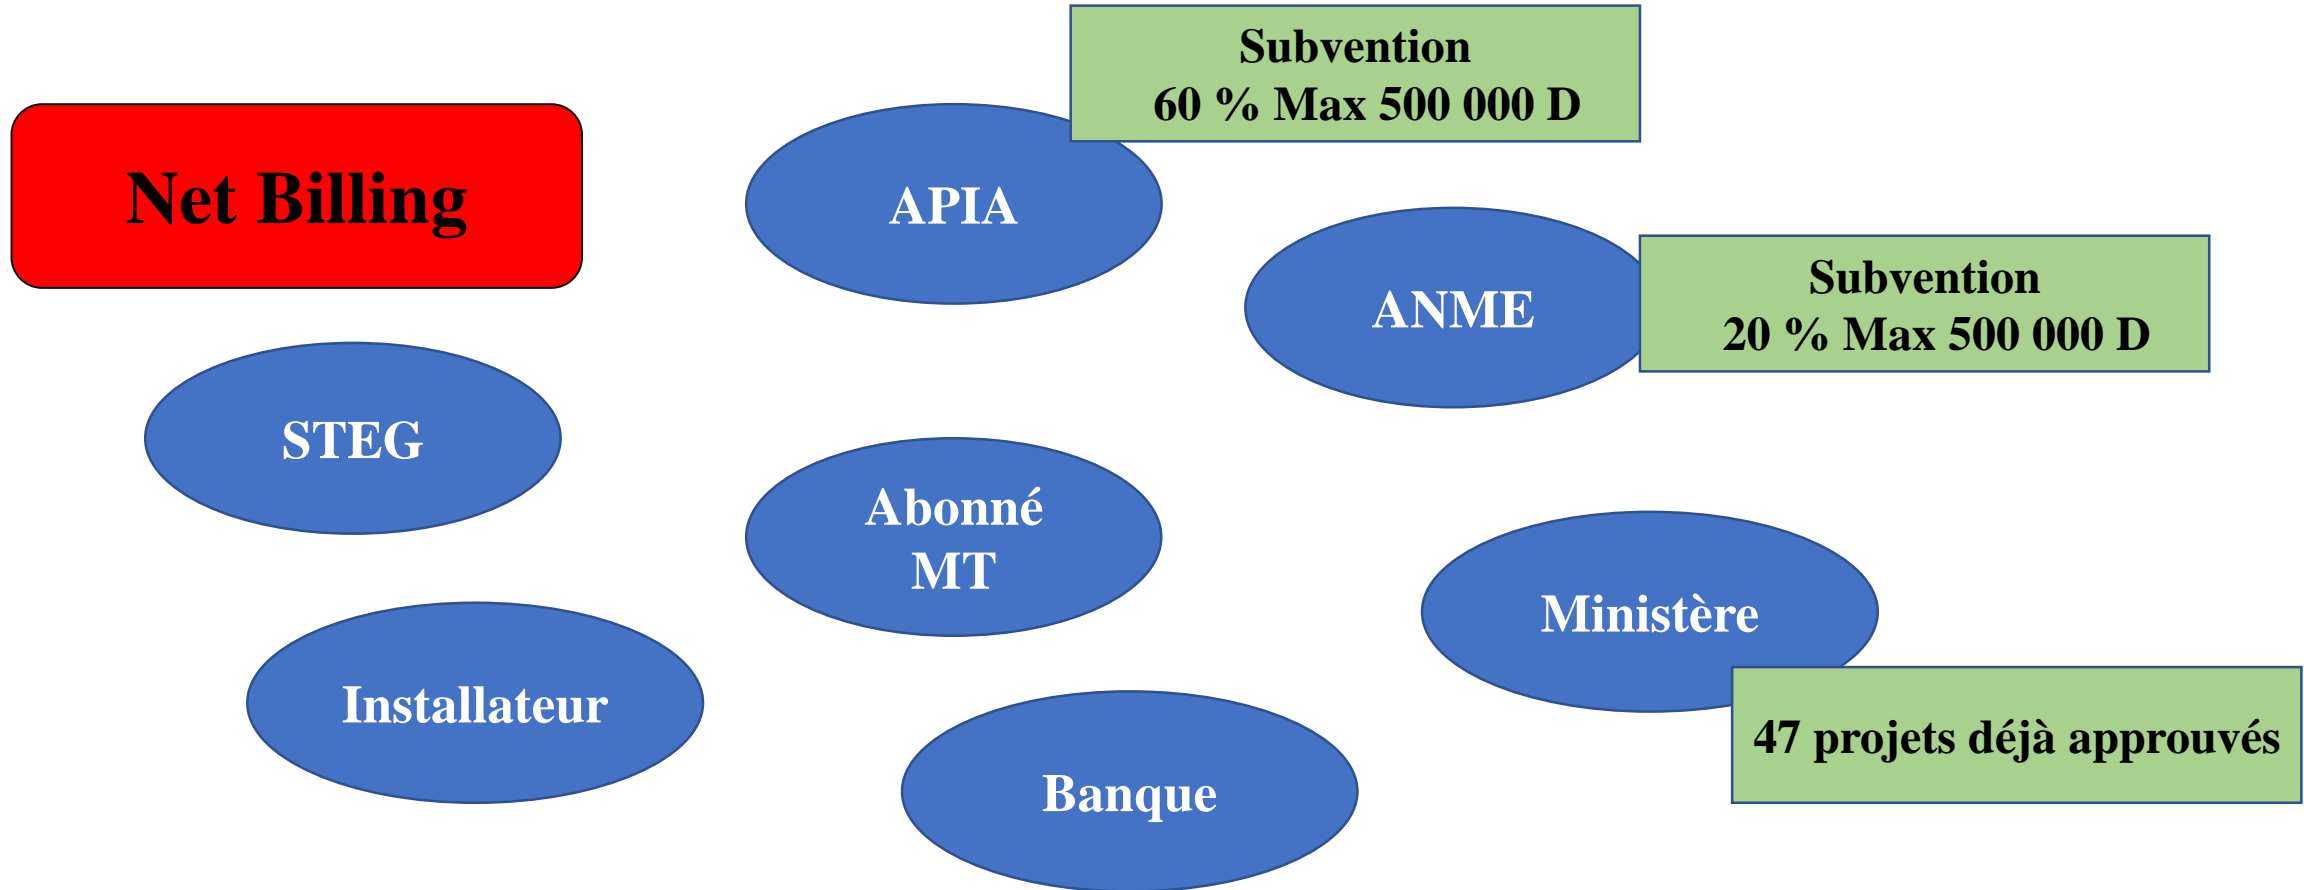 Subvention
60 % Max 500 000 D
Net Billing
APIA
Subvention
20 % Max 500 000 D
ANME
STEG
Abonné
MT
Ministère
Installateur
47 projets déjà approuvés
Banque